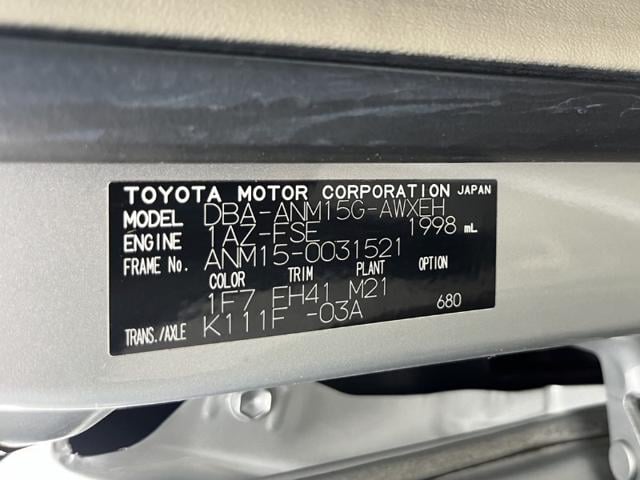 TOYOTA MOTOR CORPORATION JAPAN
MODEL DBA-ANM15G-AWXEH
ENGINE 1AZ-FSE 1998 mL
FRAME No. ANM15-0031521
COLOR TRIM PLANT OPTION
1F7 EH41 M21
680
TRANS./AXLE K111F -03A